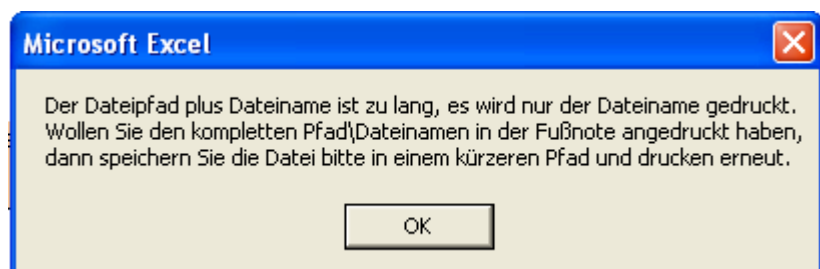 Microsoft Excel
Der Dateipfad plus Dateiname ist zu lang, es wird nur der Dateiname gedruckt.
Wollen Sie den kompletten Pfad\Dateinamen in der Fußnote angedruckt haben,
dann speichern Sie die Datei bitte in einem kürzeren Pfad und drucken erneut.
OK